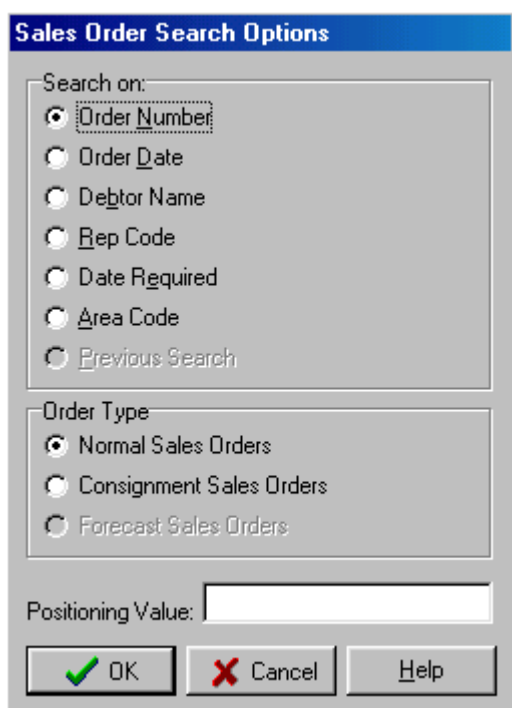 Sales Order Search Options
Search on:
Order Number
Order Date
Debtor Name
Rep Code
Date Required
Area Code
Previous Search
Order Type
Normal Sales Orders
Consignment Sales Orders
Forecast Sales Orders
Positioning Value:
OK Cancel Help